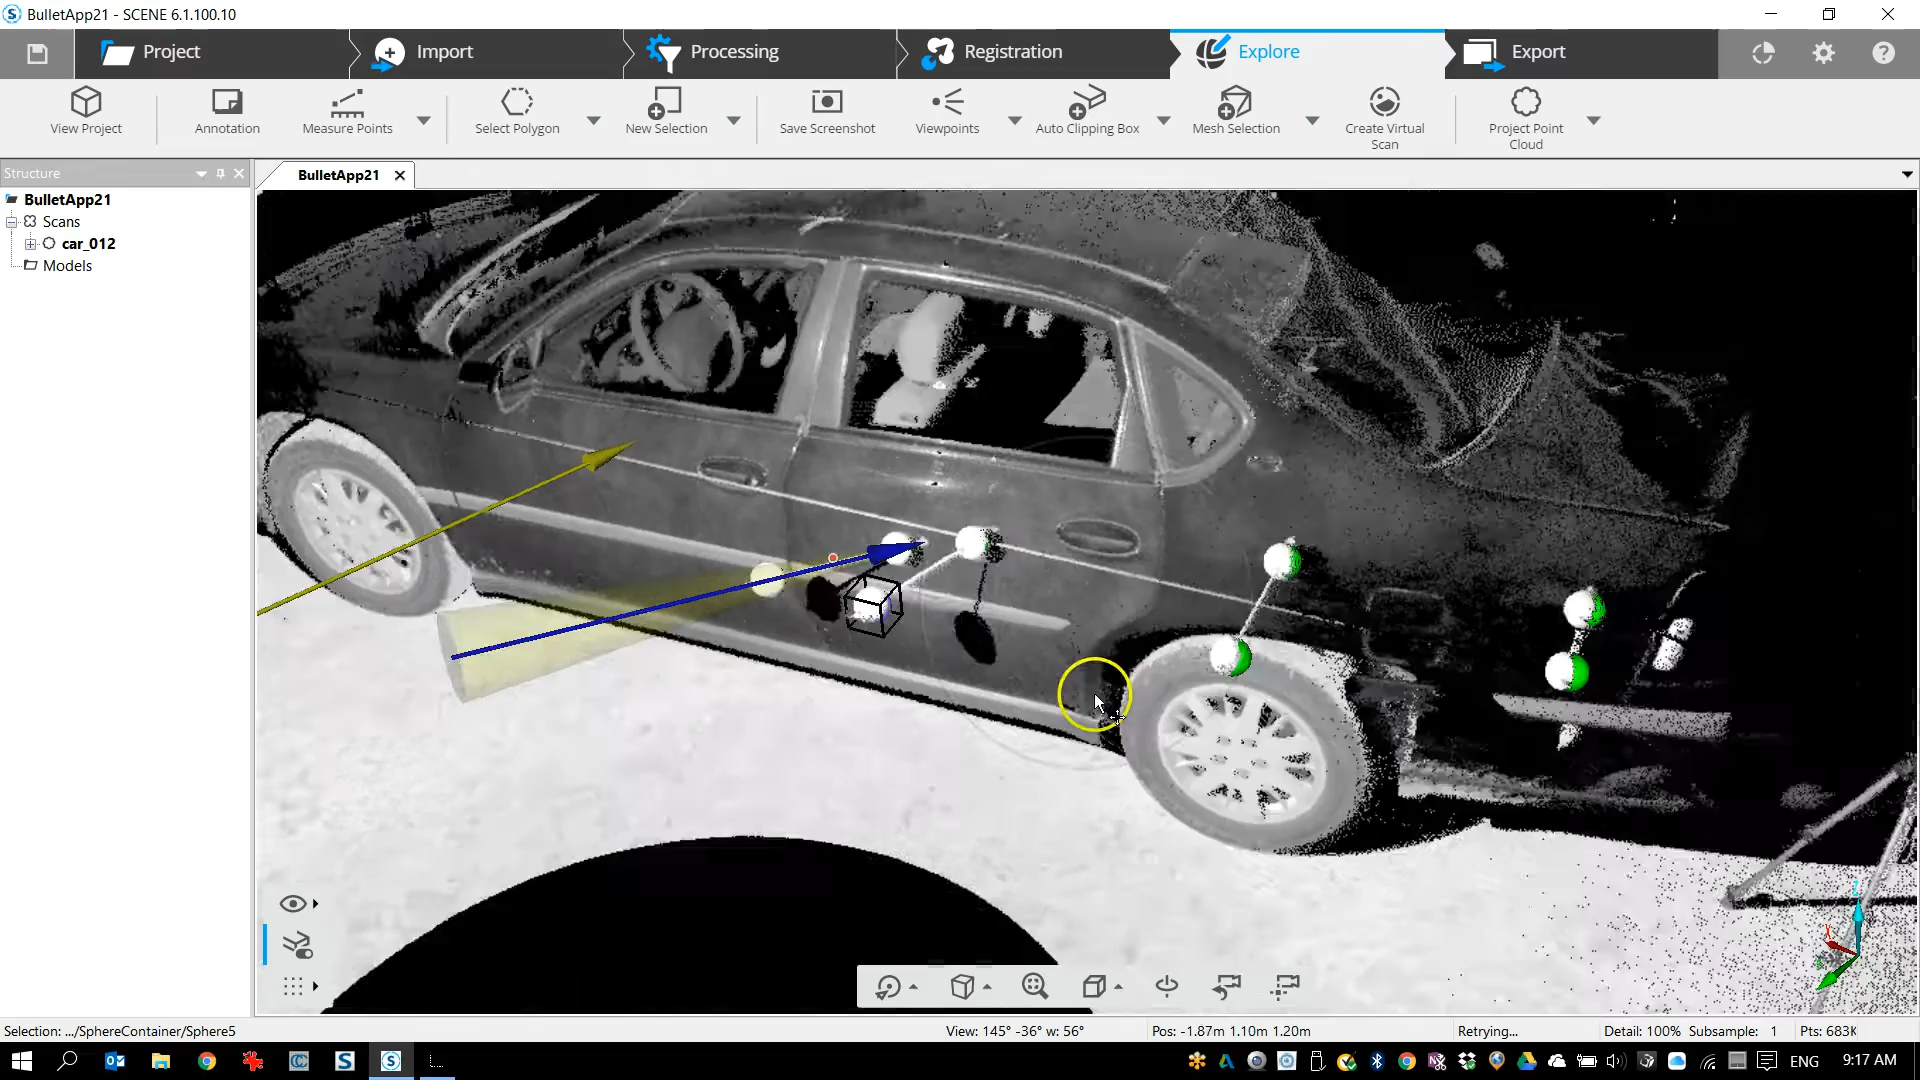 BulletApp21 - SCENE 6.1.100.10
Project
Import
Processing
Registration
Explore
Export
View Project
Annotation
Measure Points
Select Polygon
New Selection
Save Screenshot
Viewpoints
Auto Clipping Box
Mesh Selection
Create Virtual
Scan
Project Point
Cloud
Structure
BulletApp21
BulletApp21
Scans
car_012
Models
Selection: .../SphereContainer/Sphere5
View: 145° -36° w: 56°
Pos: -1.87m 1.10m 1.20m
Retrying...
Detail: 100%
Subsample: 1
Pts: 683K
ENG
9:17 AM